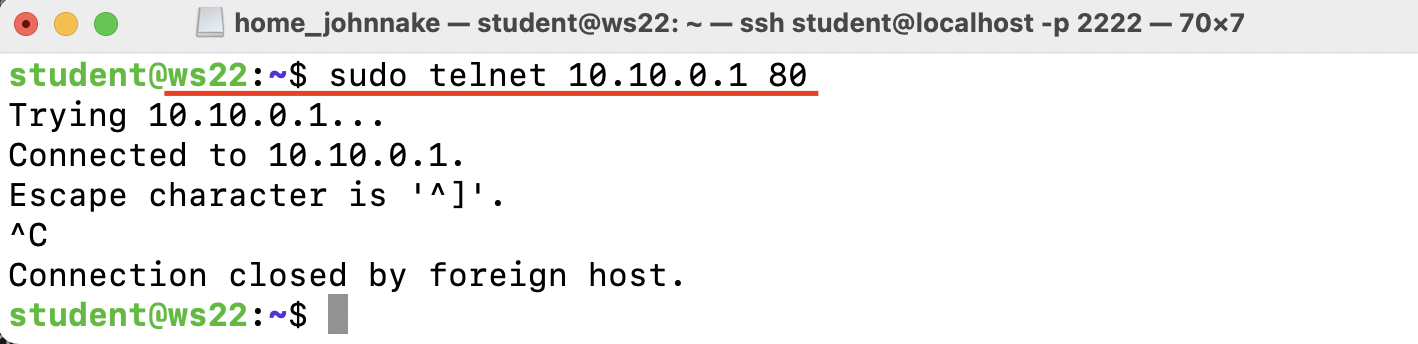 home_johnnake — student@ws22: ~ — ssh student@localhost -p 2222 — 70×7
student@ws22:~$ sudo telnet 10.10.0.1 80
Trying 10.10.0.1...
Connected to 10.10.0.1.
Escape character is '^]'.
^C
Connection closed by foreign host.
student@ws22:~$